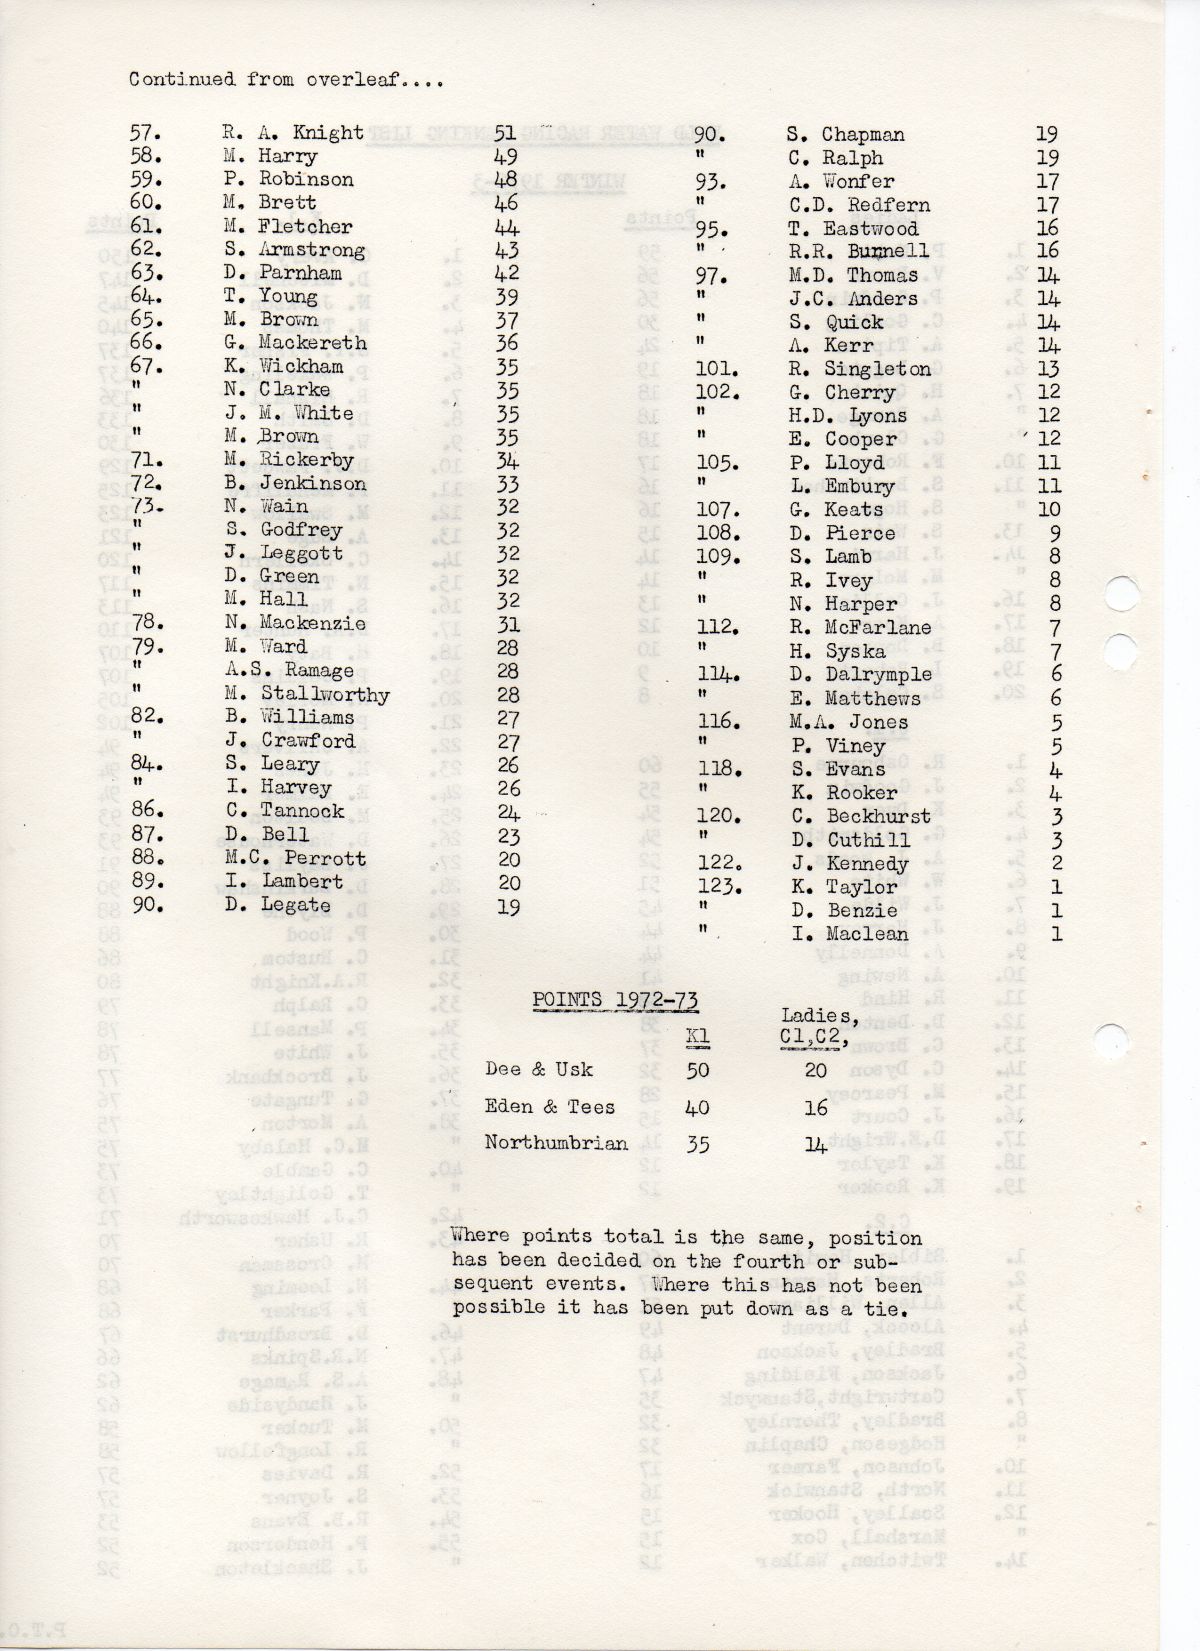 Continued from overleaf....
57. R. A. Knight 51
58. M. Harry 49
59. P. Robinson 48
60. M. Brett 46
61. M. Fletcher 44
62. S. Armstrong 43
63. D. Parnham 42
64. T. Young 39
65. M. Brown 37
66. G. Mackereth 36
67. K. Wickham 35
" N. Clarke 35
" J. M. White 35
" M. Brown 35
71. M. Rickerby 34
72. B. Jenkinson 33
73. N. Wain 32
" S. Godfrey 32
" J. Leggott 32
" D. Green 32
" M. Hall 32
78. N. Mackenzie 31
79. M. Ward 28
" A.S. Ramage 28
" M. Stallworthy 28
82. B. Williams 27
" J. Crawford 27
84. S. Leary 26
" I. Harvey 26
86. C. Tannock 24
87. D. Bell 23
88. M.C. Perrott 20
89. I. Lambert 20
90. D. Legate 19
90. S. Chapman 19
" C. Ralph 19
93. A. Wonfer 17
" C.D. Redfern 17
95. T. Eastwood 16
" R.R. Burnell 16
97. M.D. Thomas 14
" J.C. Anders 14
" S. Quick 14
" A. Kerr 14
101. R. Singleton 13
102. G. Cherry 12
" H.D. Lyons 12
" E. Cooper 12
105. P. Lloyd 11
" L. Embury 11
107. G. Keats 10
108. D. Pierce 9
109. S. Lamb 8
" R. Ivey 8
" N. Harper 8
112. R. McFarlane 7
" H. Syska 7
114. D. Dalrymple 6
" E. Matthews 6
116. M.A. Jones 5
" P. Viney 5
118. S. Evans 4
" K. Rooker 4
120. C. Beckhurst 3
" D. Cuthill 3
122. J. Kennedy 2
123. K. Taylor 1
" D. Benzie 1
" I. Maclean 1
POINTS 1972-73
Ladies,
K1 C1,C2,
Dee & Usk 50 20
Eden & Tees 40 16
Northumbrian 35 14
Where points total is the same, position
has been decided on the fourth or sub-
sequent events. Where this has not been
possible it has been put down as a tie.